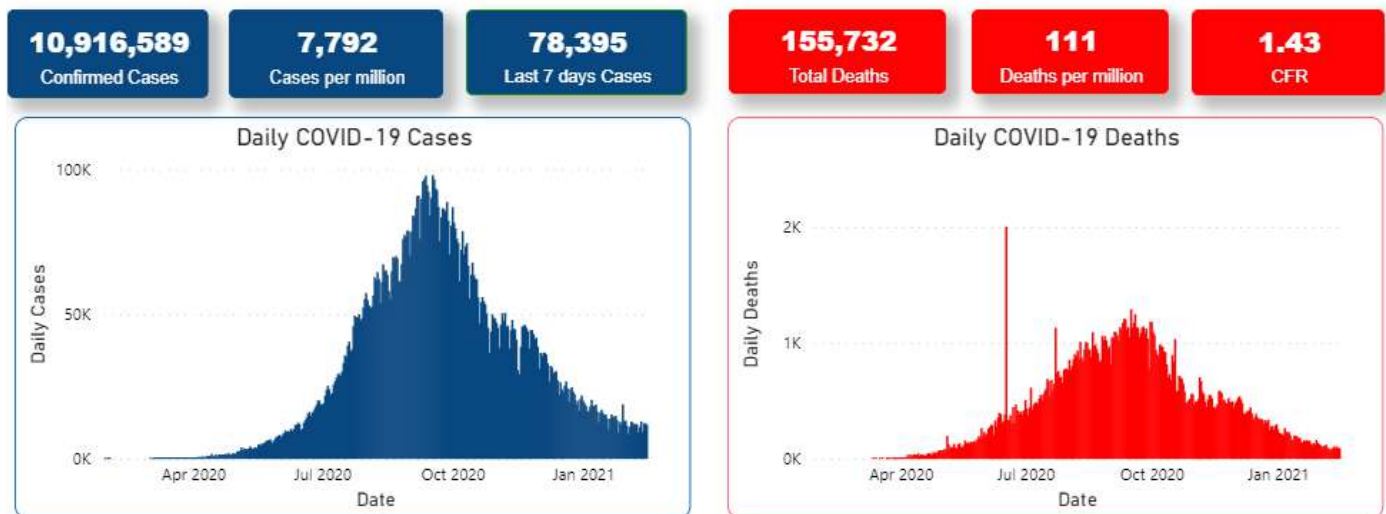 10,916,589
Confirmed Cases
7,792
Cases per million
78,395
Last 7 days Cases
155,732
Total Deaths
111
Deaths per million
1.43
CFR
Daily COVID-19 Cases
100K
50K
0K
Daily Cases
Apr 2020 Jul 2020 Oct 2020 Jan 2021
Date
Daily COVID-19 Deaths
2K
1K
0K
Daily Deaths
Apr 2020 Jul 2020 Oct 2020 Jan 2021
Date